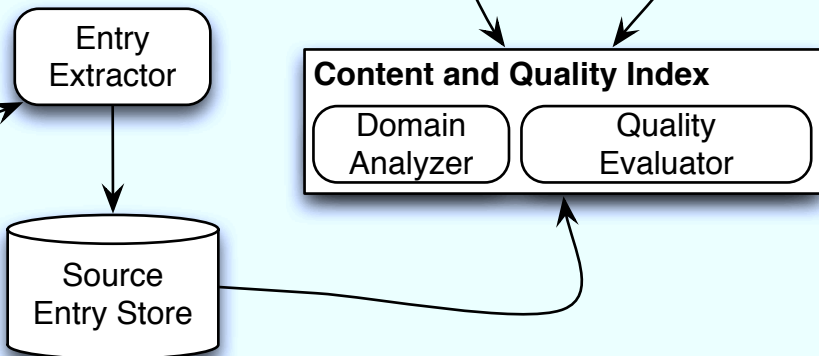 Entry
Extractor
Content and Quality Index
Domain
Analyzer
Quality
Evaluator
Source
Entry Store